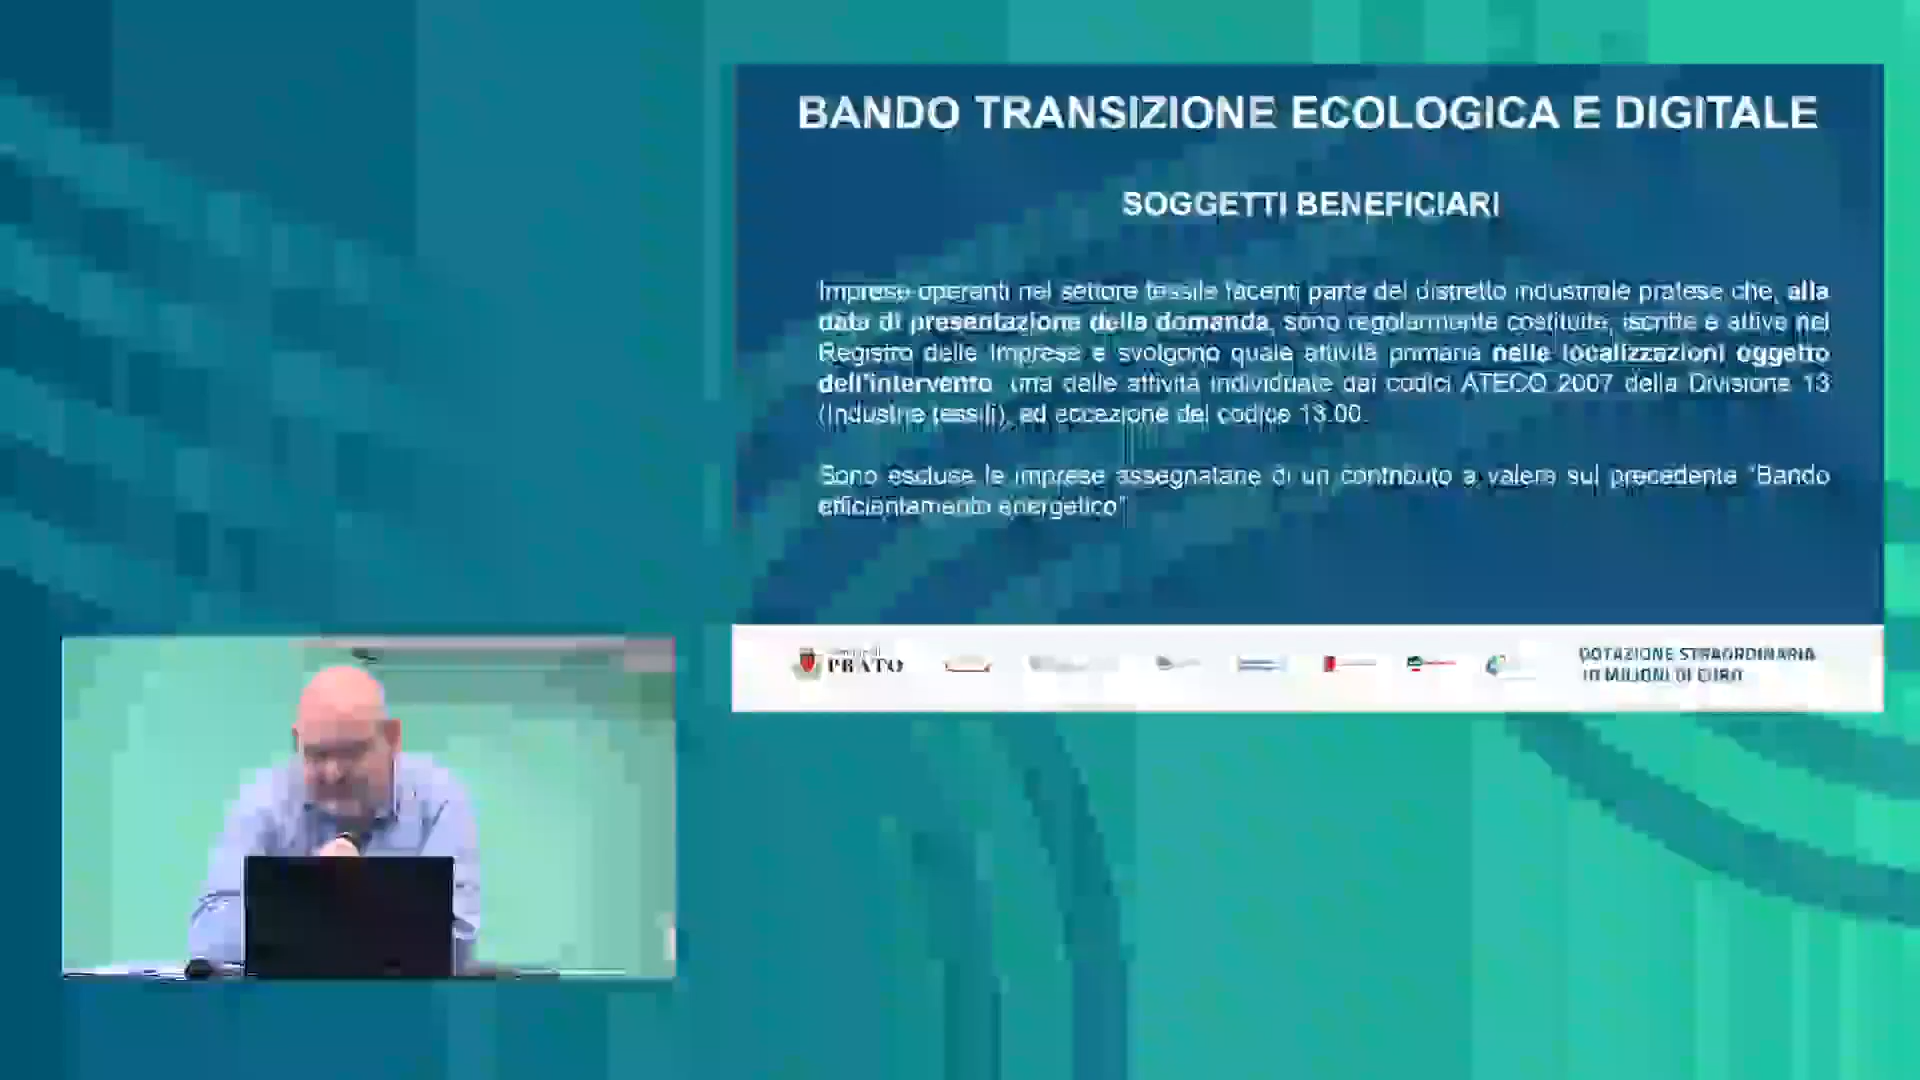 BANDO TRANSIZIONE ECOLOGICA E DIGITALE
SOGGETTI BENEFICIARI
Imprese operanti nel settore tessile facenti parte del distretto industriale pratese che, alla
data di presentazione della domanda, sono regolarmente costituite, iscritte e attive nel
Registro delle Imprese e svolgono quale attività primaria nelle localizzazioni oggetto
dell'intervento una delle attività individuate dai codici ATECO 2007 della Divisione 13
(Industrie tessili), ad eccezione del codice 13.00.
Sono escluse le imprese assegnatarie di un contributo a valere sul precedente "Bando
efficientamento energetico"
PRATO
DOTAZIONE STRAORDINARIA
10 MILIONI DI EURO